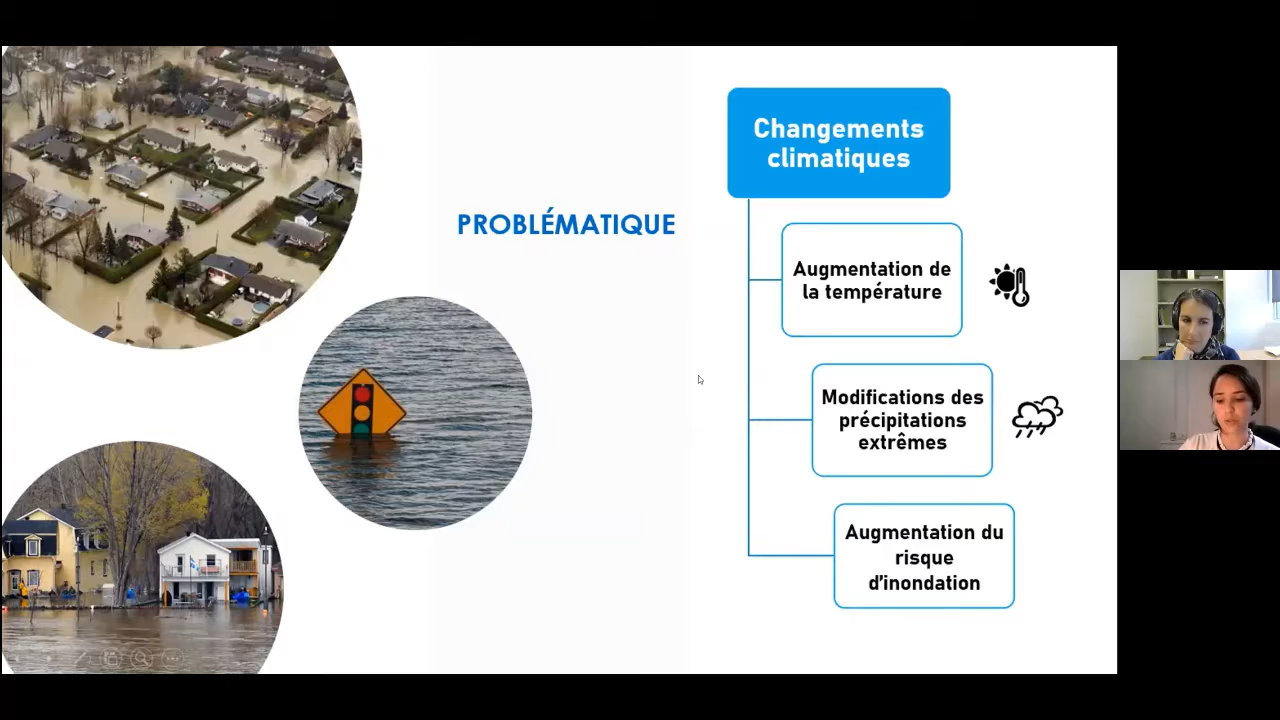 PROBLÉMATIQUE
Changements
climatiques
Augmentation de
la température
Modifications des
précipitations
extrêmes
Augmentation du
risque
d'inondation